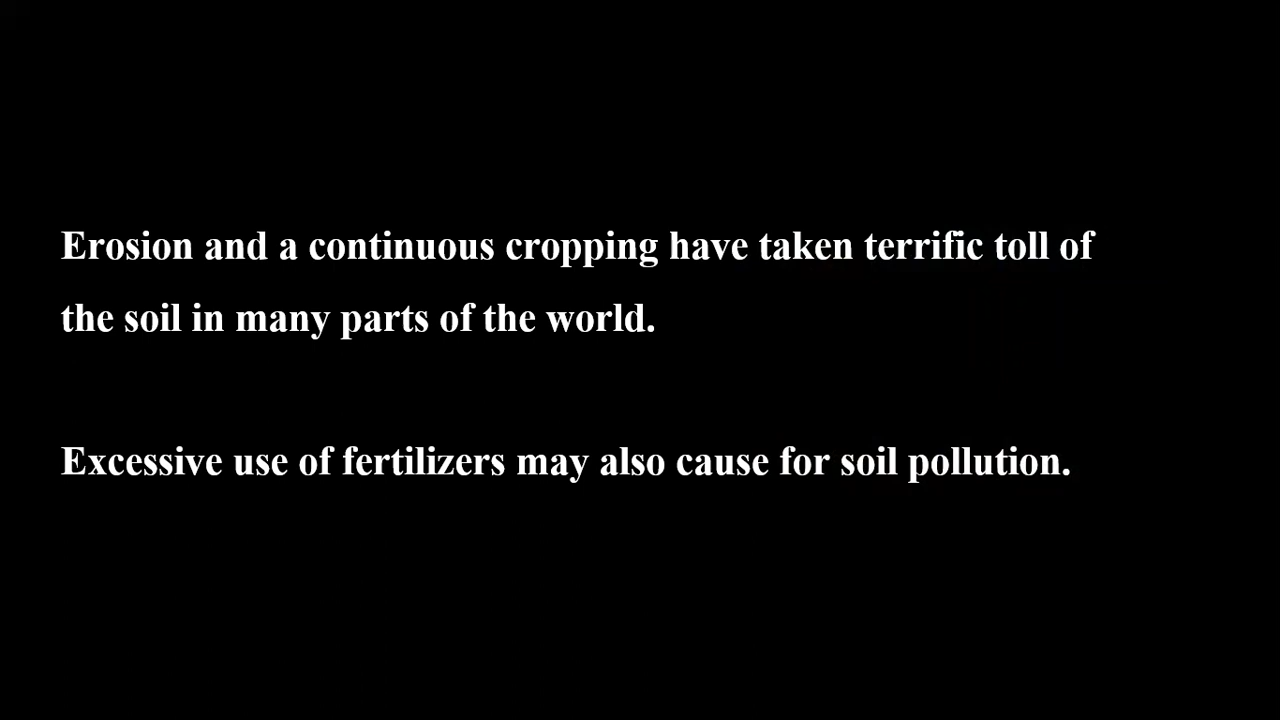 Erosion and a continuous cropping have taken terrific toll of
the soil in many parts of the world.
Excessive use of fertilizers may also cause for soil pollution.